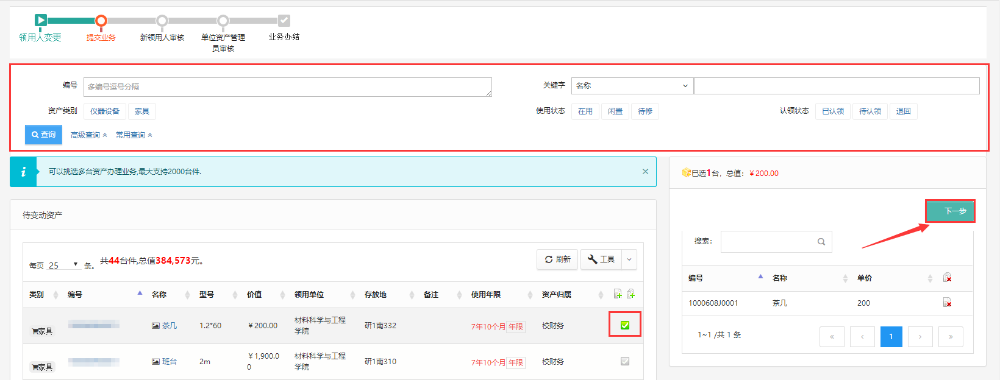 领用人变更
提交业务
新领用人审核
单位资产管理
员审核
业务办结
编号
多编号逗号分隔
关键字
名称
资产类别
仪器设备
家具
使用状态
在用
闲置
待修
认领状态
已认领
待认领
退回
查询
高级查询
常用查询
可以挑选多台资产办理业务,最大支持2000台件.
已选1台，总值：￥200.00
待变动资产
下一步
搜索：
每页 25 条。
共44台件,总值384,573元。
刷新
工具
类别 编号 名称 型号 价值 领用单位 存放地 备注 使用年限 资产归属
家具 茶几 1.2*60 ￥200.00 材料科学与工程
学院
研1南332 7年10个月 年限 校财务
家具 班台 2m ￥1,900.0
0
材料科学与工程
学院
研1南310 7年10个月 年限 校财务
编号 名称 单价
1000608J0001 茶几 200
1~1 /共 1 条
« ‹ 1 › »